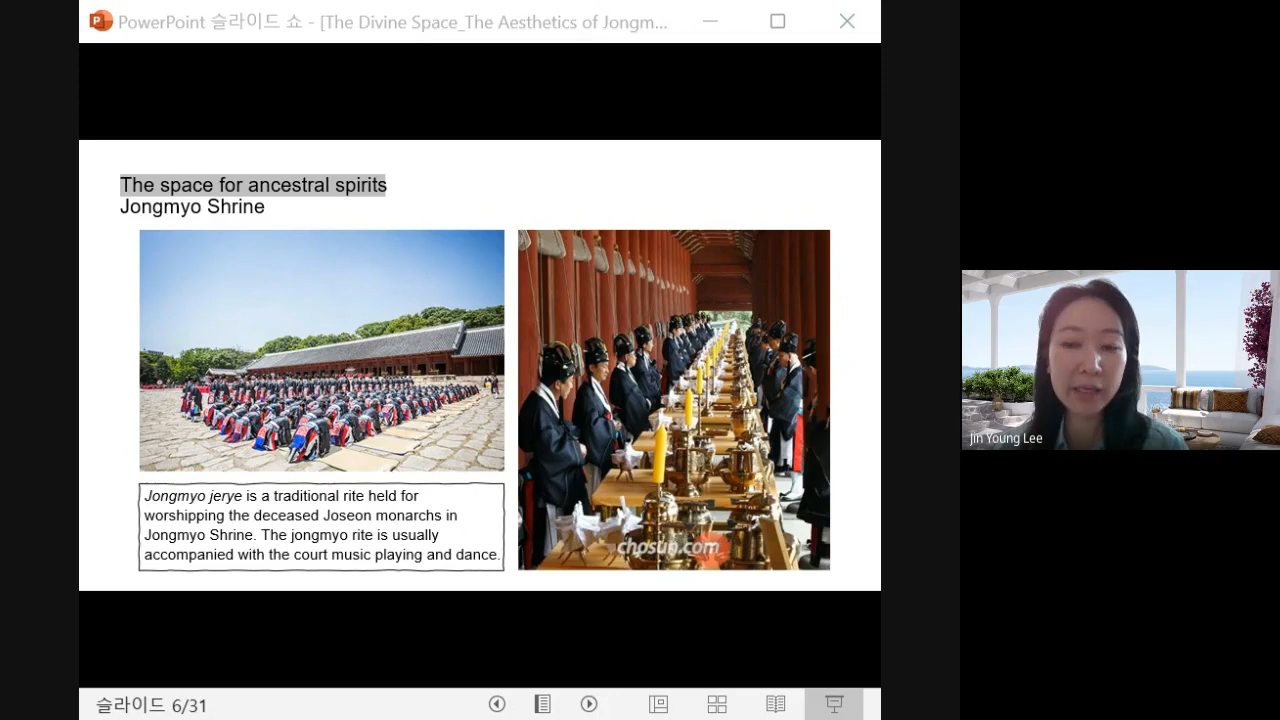 PowerPoint 슬라이드 쇼 - [The Divine Space_The Aesthetics of Jongm...
The space for ancestral spirits
Jongmyo Shrine
Jongmyo jerye is a traditional rite held for
worshipping the deceased Joseon monarchs in
Jongmyo Shrine. The jongmyo rite is usually
accompanied with the court music playing and dance.
chosun.com
jin Young Lee
슬라이드 6/31